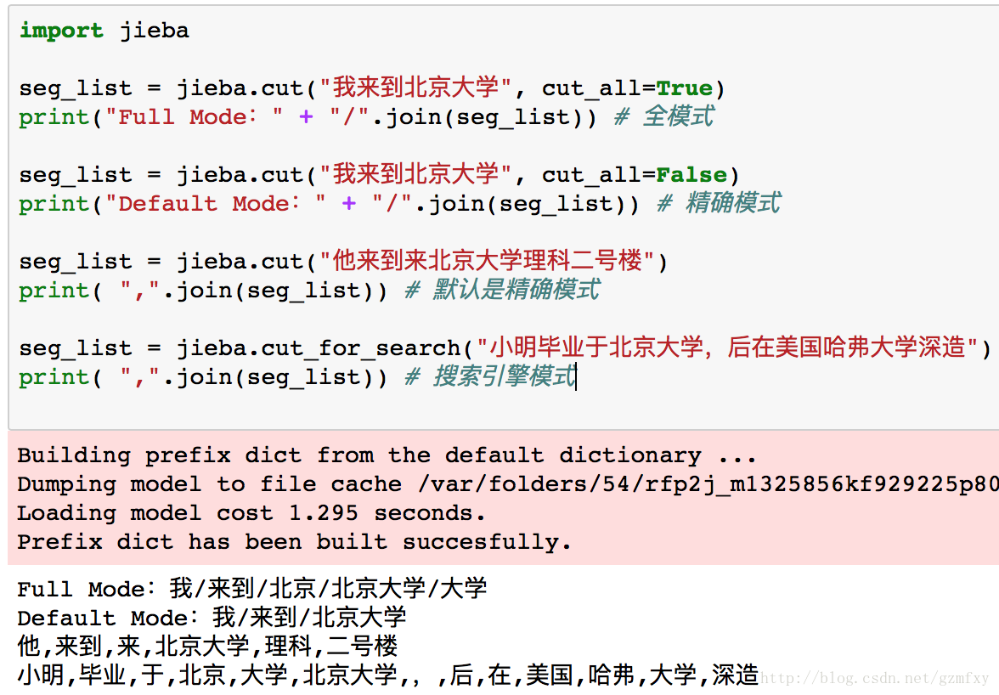 import jieba
seg_list = jieba.cut("我来到北京大学", cut_all=True)
print("Full Mode：" + "/".join(seg_list)) # 全模式
seg_list = jieba.cut("我来到北京大学", cut_all=False)
print("Default Mode：" + "/".join(seg_list)) # 精确模式
seg_list = jieba.cut("他来到来北京大学理科二号楼")
print( ",".join(seg_list)) # 默认是精确模式
seg_list = jieba.cut_for_search("小明毕业于北京大学，后在美国哈弗大学深造")
print( ",".join(seg_list)) # 搜索引擎模式
Building prefix dict from the default dictionary ...
Dumping model to file cache /var/folders/54/rfp2j_m1325856kf929225p80
Loading model cost 1.295 seconds.
Prefix dict has been built succesfully.
Full Mode：我/来到/北京/北京大学/大学
Default Mode：我/来到/北京大学
他,来到,来,北京大学,理科,二号楼
小明,毕业,于,北京,大学,北京大学,，,后,在,美国,哈弗,大学,深造
http://blog.csdn.net/gzmfxy